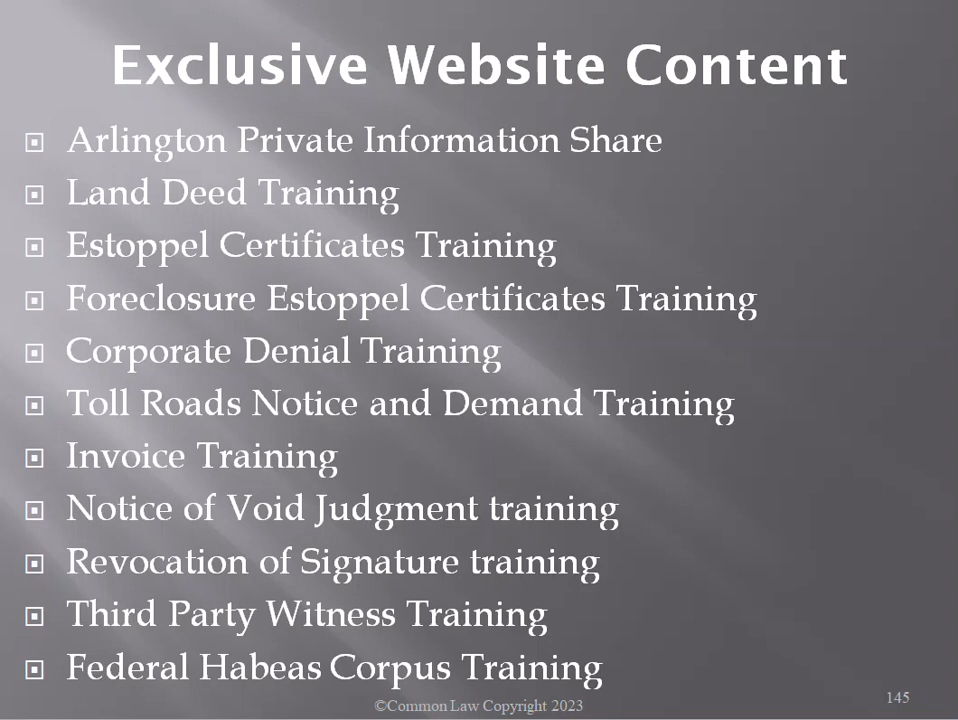 Exclusive Website Content
Arlington Private Information Share
Land Deed Training
Estoppel Certificates Training
Foreclosure Estoppel Certificates Training
Corporate Denial Training
Toll Roads Notice and Demand Training
Invoice Training
Notice of Void Judgment training
Revocation of Signature training
Third Party Witness Training
Federal Habeas Corpus Training
©Common Law Copyright 2023
145